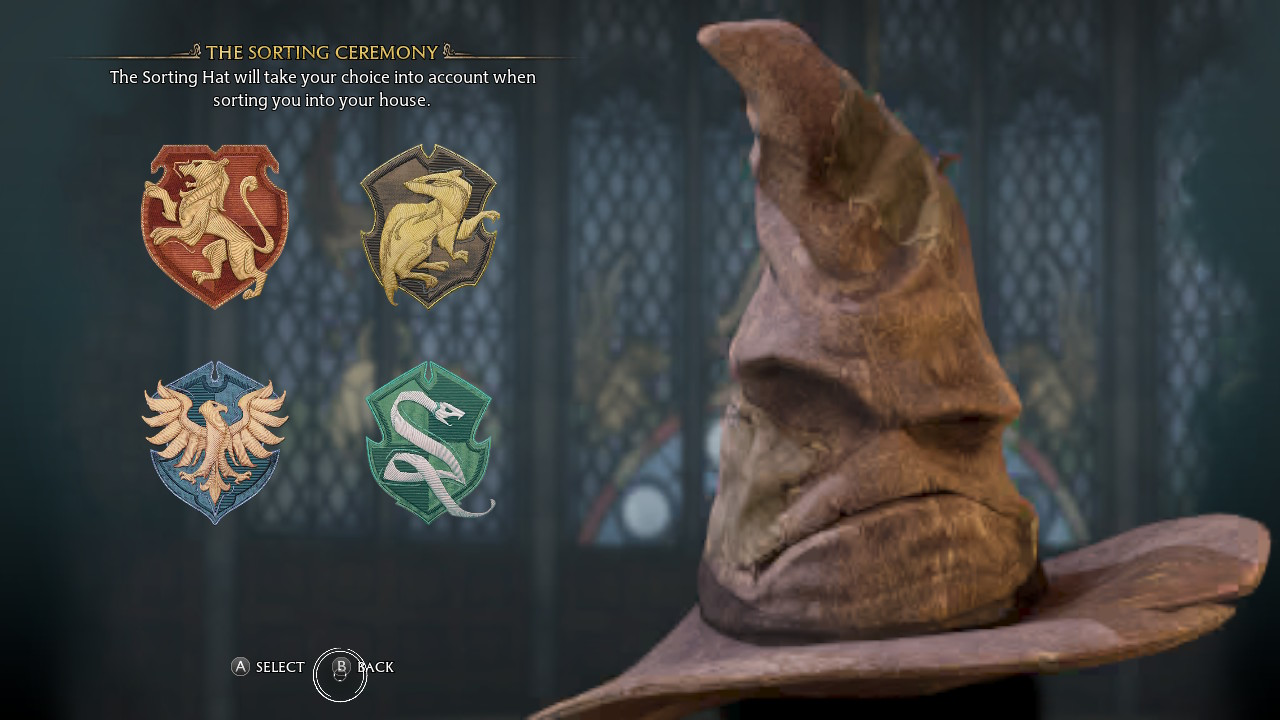 THE SORTING CEREMONY
The Sorting Hat will take your choice into account when
sorting you into your house.
A SELECT B BACK